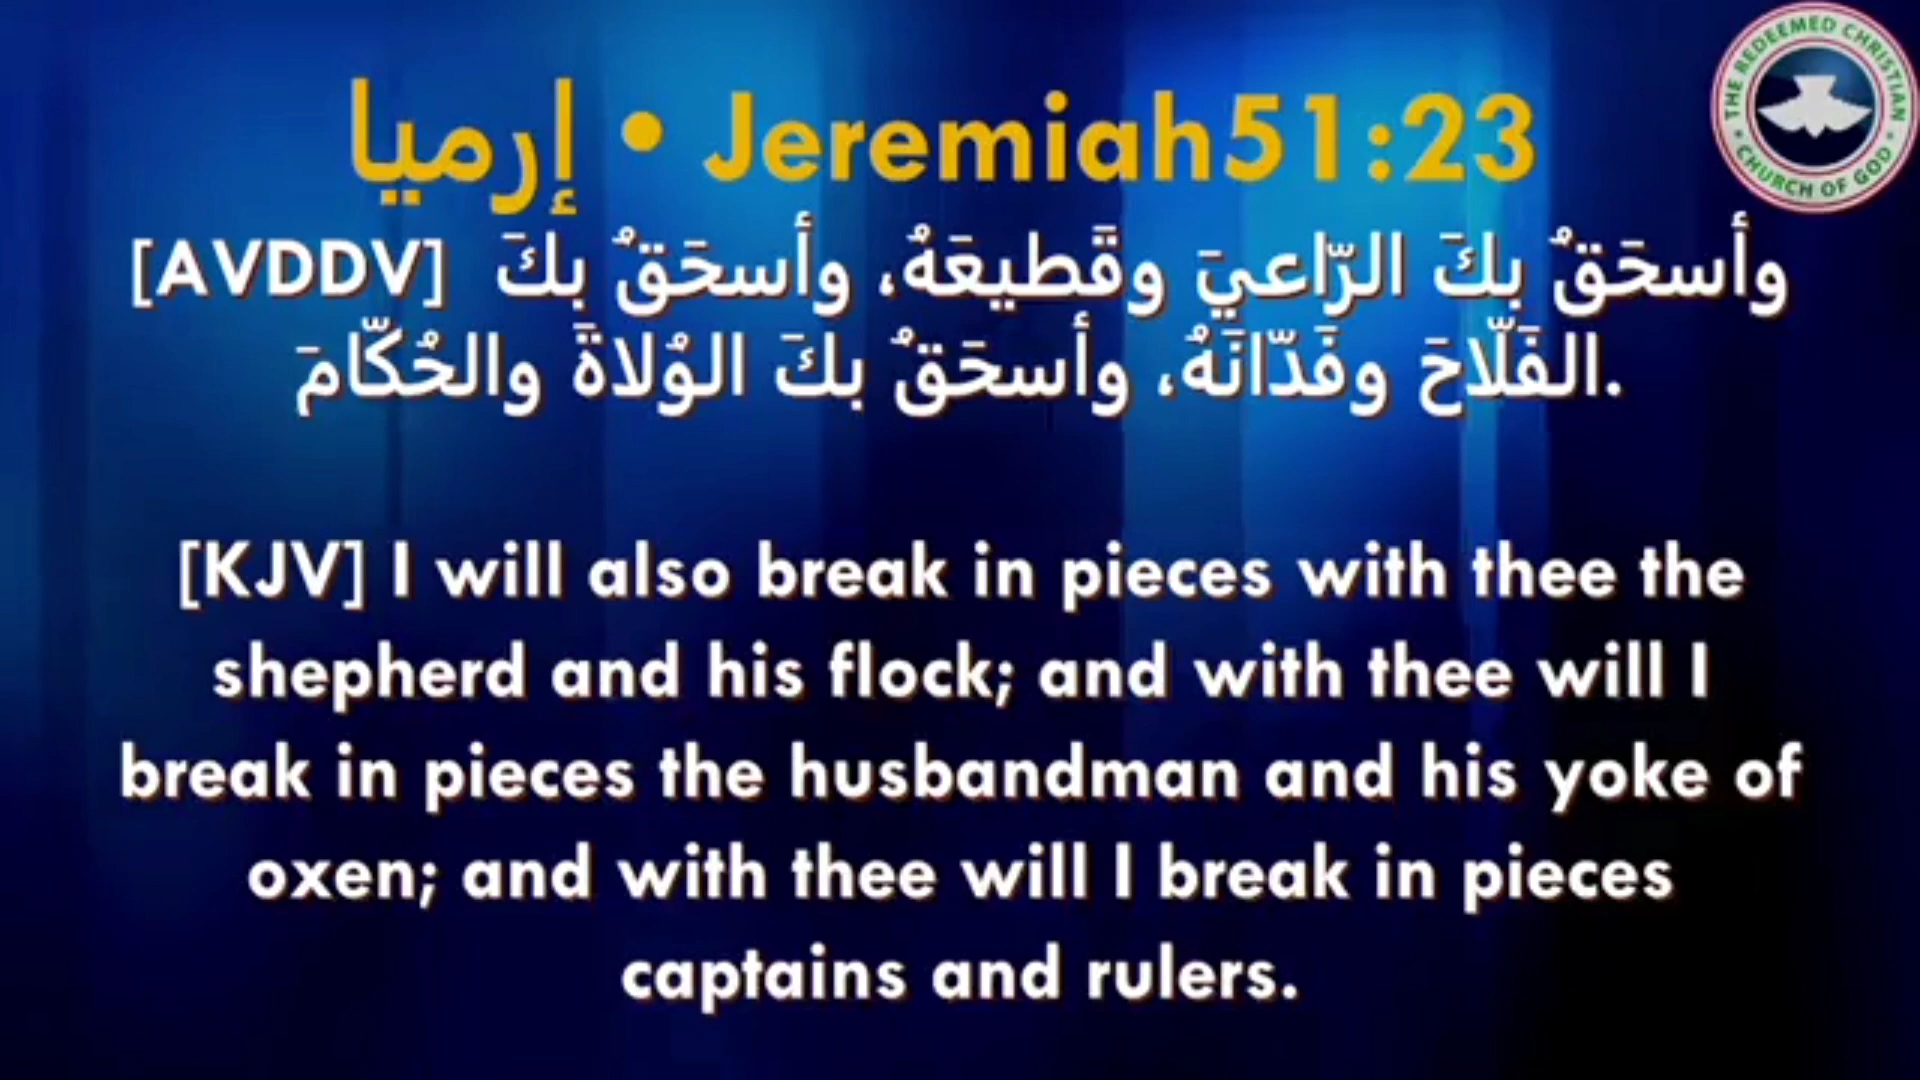 إرميا • Jeremiah51:23
[AVDDV] وأسحَقُ بكَ الرّاعيَ وقَطيعَهُ، وأسحَقُ بكَ
الفَلّاحَ وفَدّانَهُ، وأسحَقُ بكَ الوُلاةَ والحُكّامَ.
[KJV] I will also break in pieces with thee the
shepherd and his flock; and with thee will I
break in pieces the husbandman and his yoke of
oxen; and with thee will I break in pieces
captains and rulers.
THE REDEEMED CHRISTIAN
• CHURCH OF GOD •